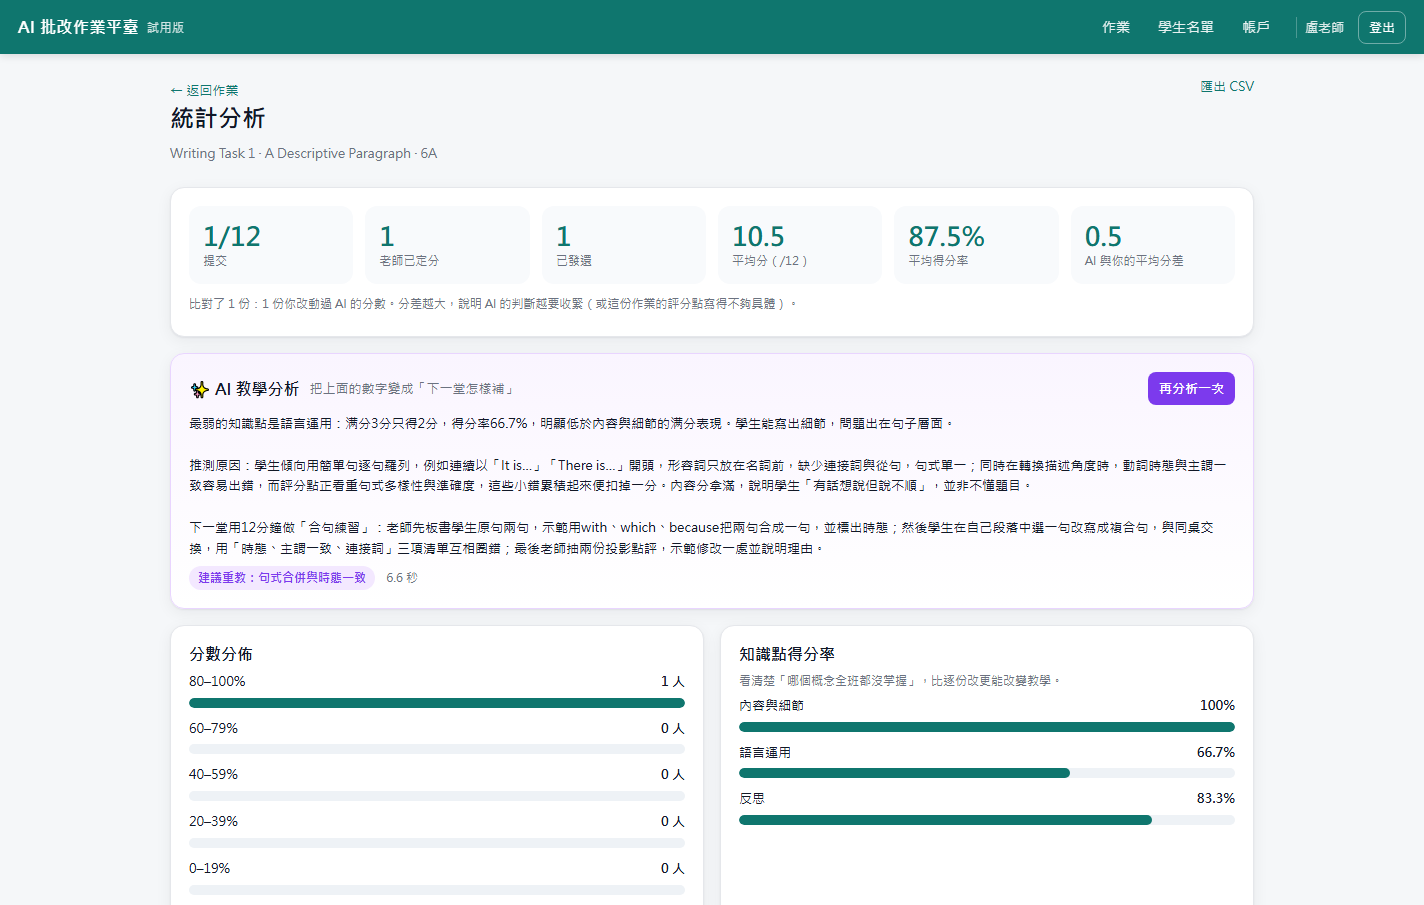 AI 批改作業平臺 試用版
作業 學生名單 帳戶 盧老師 登出
← 返回作業
匯出 CSV
統計分析
Writing Task 1 · A Descriptive Paragraph · 6A
1/12
提交
1
老師已定分
1
已發還
10.5
平均分（/12）
87.5%
平均得分率
0.5
AI 與你的平均分差
比對了 1 份：1 份你改動過 AI 的分數。分差越大，說明 AI 的判斷越要收緊（或這份作業的評分點寫得不夠具體）。
✨ AI 教學分析 把上面的數字變成「下一堂怎樣補」
再分析一次
最弱的知識點是語言運用：滿分3分只得2分，得分率66.7%，明顯低於內容與細節的滿分表現。學生能寫出細節，問題出在句子層面。
推測原因：學生傾向用簡單句逐句羅列，例如連續以「It is...」「There is...」開頭，形容詞只放在名詞前，缺少連接詞與從句，句式單一；同時在轉換描述角度時，動詞時態與主謂一
致容易出錯，而評分點正看重句式多樣性與準確度，這些小錯累積起來便扣掉一分。內容分拿滿，說明學生「有話想說但說不順」，並非不懂題目。
下一堂用12分鐘做「合句練習」：老師先板書學生原句兩句，示範用with、which、because把兩句合成一句，並標出時態；然後學生在自己段落中選一句改寫成複合句，與同桌交
換，用「時態、主謂一致、連接詞」三項清單互相圈錯；最後老師抽兩份投影點評，示範修改一處並說明理由。
建議重教：句式合併與時態一致 6.6 秒
分數分佈
80–100% 1 人
60–79% 0 人
40–59% 0 人
20–39% 0 人
0–19% 0 人
知識點得分率
看清楚「哪個概念全班都沒掌握」，比逐份改更能改變教學。
內容與細節 100%
語言運用 66.7%
反思 83.3%